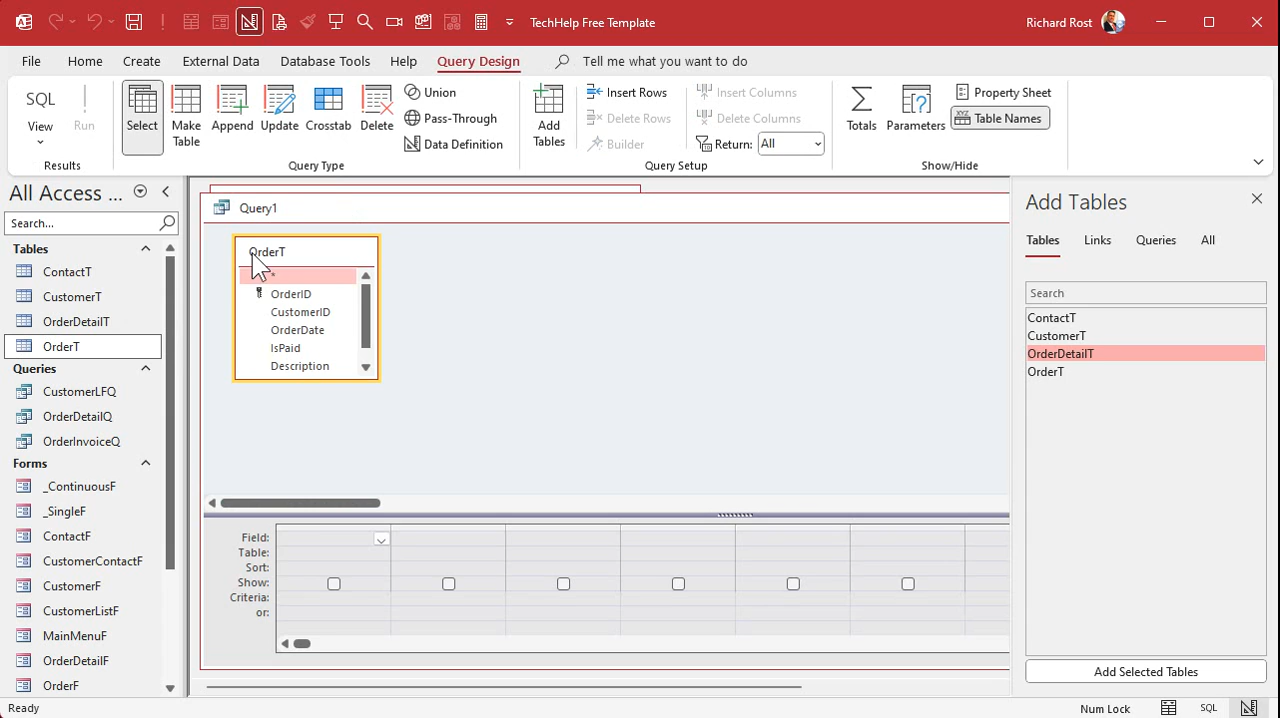 TechHelp Free Template
Richard Rost
File Home Create External Data Database Tools Help Query Design Tell me what you want to do
SQL
View
Run
Results
Select
Make
Table
Append
Update
Crosstab
Delete
Union
Pass-Through
Data Definition
Query Type
Add
Tables
Insert Rows
Delete Rows
Builder
Insert Columns
Delete Columns
Return: All
Query Setup
Totals
Parameters
Property Sheet
Table Names
Show/Hide
All Access ...
Search...
Tables
ContactT
CustomerT
OrderDetailT
OrderT
Queries
CustomerLFQ
OrderDetailQ
OrderInvoiceQ
Forms
_ContinuousF
_SingleF
ContactF
CustomerContactF
CustomerF
CustomerListF
MainMenuF
OrderDetailF
OrderF
Query1
OrderT
*
OrderID
CustomerID
OrderDate
IsPaid
Description
Field:
Table:
Sort:
Show:
Criteria:
or:
Add Tables
Tables Links Queries All
Search
ContactT
CustomerT
OrderDetailT
OrderT
Add Selected Tables
Ready
Num Lock
SQL